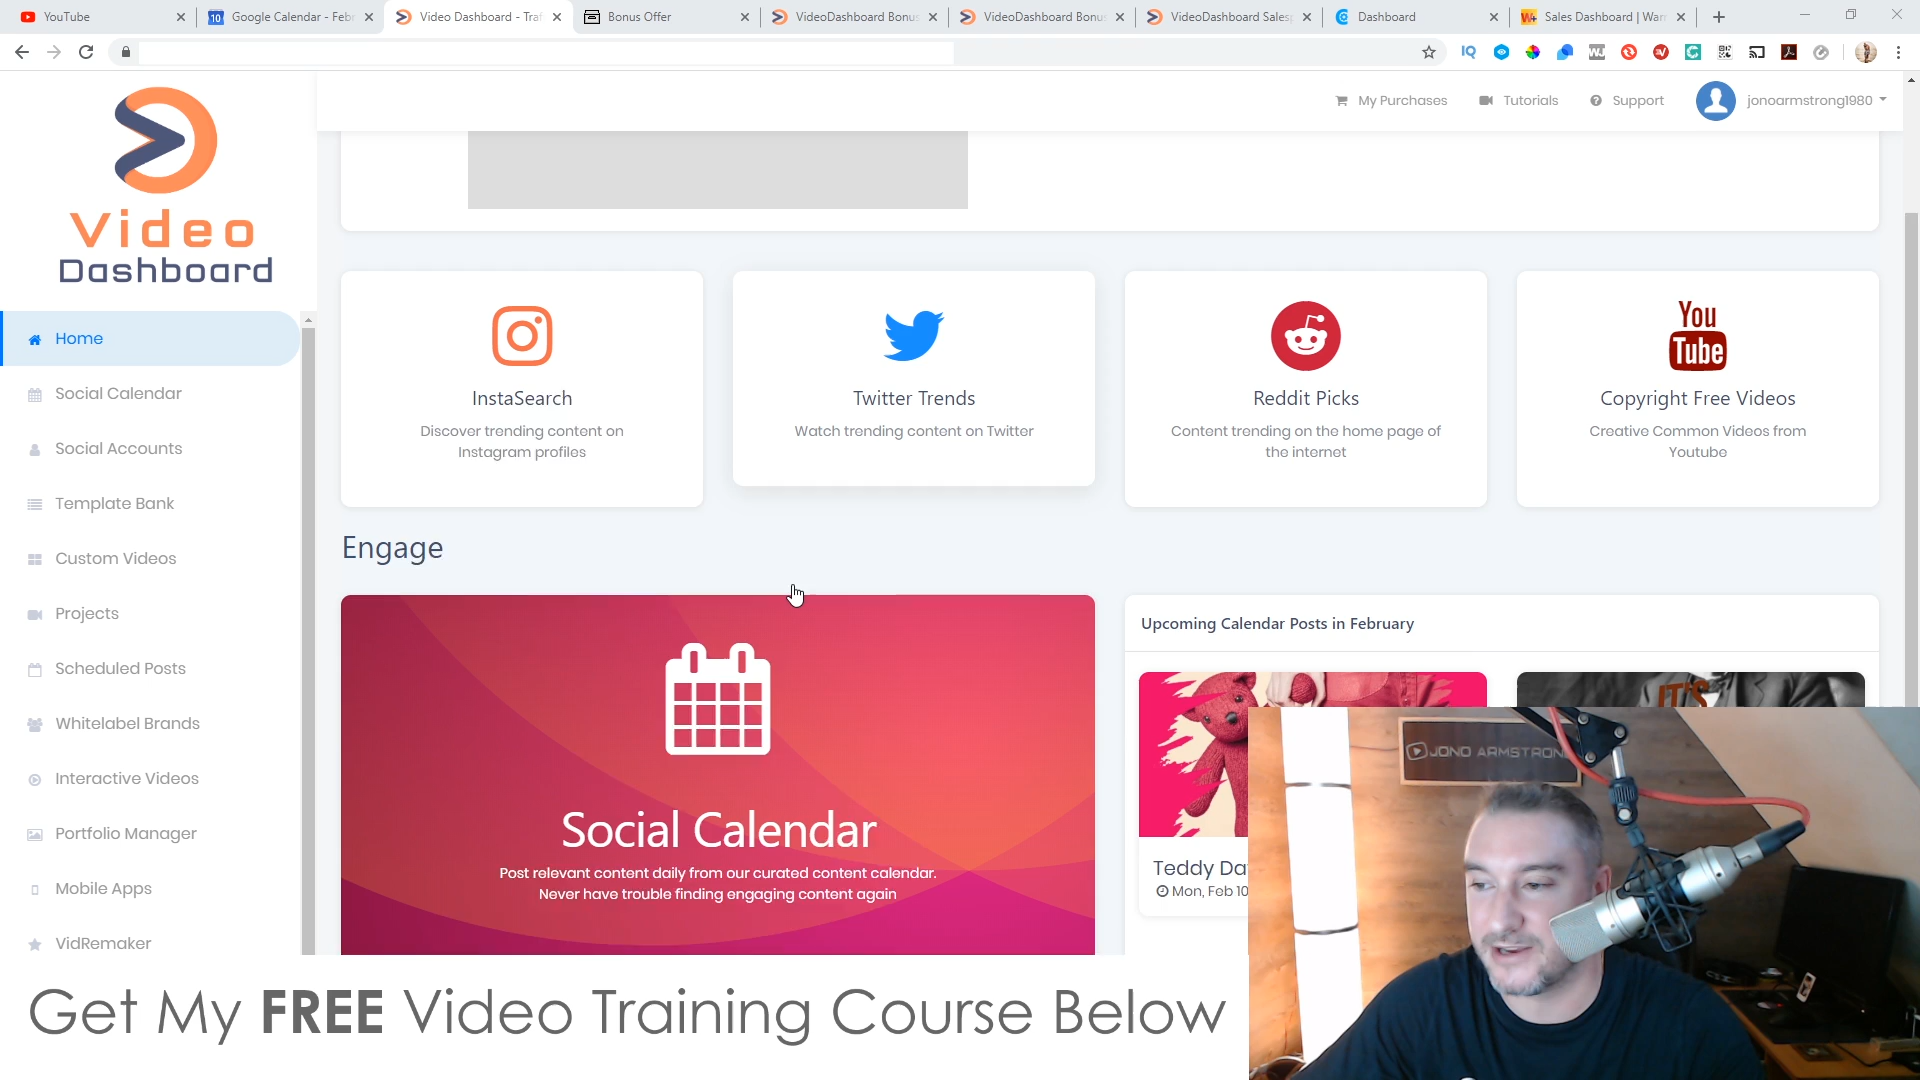 YouTube
Google Calendar - Febr
Video Dashboard - Traf
Bonus Offer
VideoDashboard Bonus
VideoDashboard Bonus
VideoDashboard Salesp
Dashboard
Sales Dashboard | Warr
My Purchases
Tutorials
Support
jonoarmstrong1980
Video
Dashboard
Home
Social Calendar
Social Accounts
Template Bank
Custom Videos
Projects
Scheduled Posts
Whitelabel Brands
Interactive Videos
Portfolio Manager
Mobile Apps
VidRemaker
InstaSearch
Discover trending content on
Instagram profiles
Twitter Trends
Watch trending content on Twitter
Reddit Picks
Content trending on the home page of
the internet
You
Tube
Copyright Free Videos
Creative Common Videos from
Youtube
Engage
Social Calendar
Post relevant content daily from our curated content calendar.
Never have trouble finding engaging content again
Upcoming Calendar Posts in February
IT'S
Teddy Da
Mon, Feb 10
JONO ARMSTRON
Get My FREE Video Training Course Below